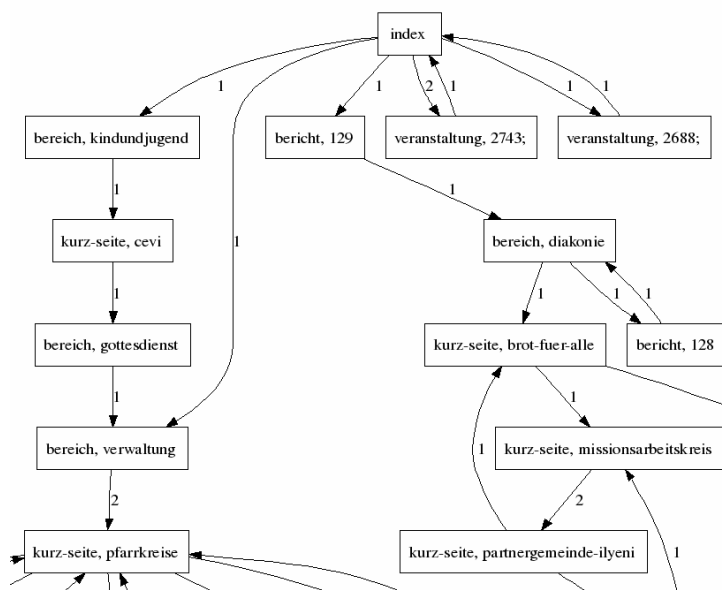 index
1
1
1
2
1
1
1
bereich, kindundjugend
bericht, 129
veranstaltung, 2743;
veranstaltung, 2688;
1
1
kurz-seite, cevi
bereich, diakonie
1
1
1
1
1
bereich, gottesdienst
kurz-seite, brot-fuer-alle
bericht, 128
1
1
bereich, verwaltung
kurz-seite, missionsarbeitskreis
1
2
2
kurz-seite, pfarrkreise
kurz-seite, partnergemeinde-ilyeni
1